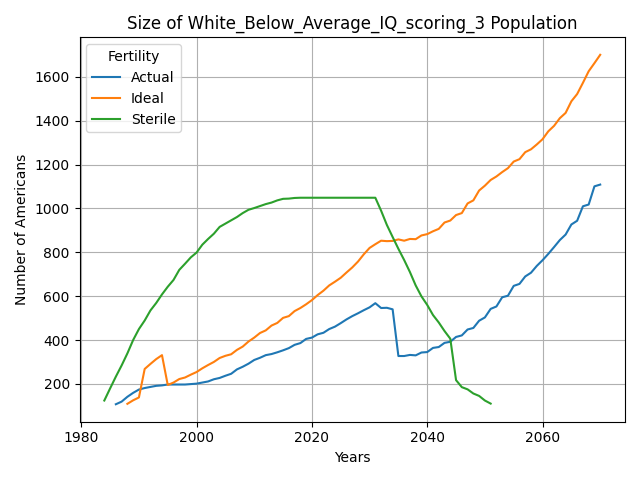 Size of White_Below_Average_IQ_scoring_3 Population
Fertility
Actual
Ideal
Sterile
Number of Americans
1600
1400
1200
1000
800
600
400
200
1980
2000
2020
2040
2060
Years